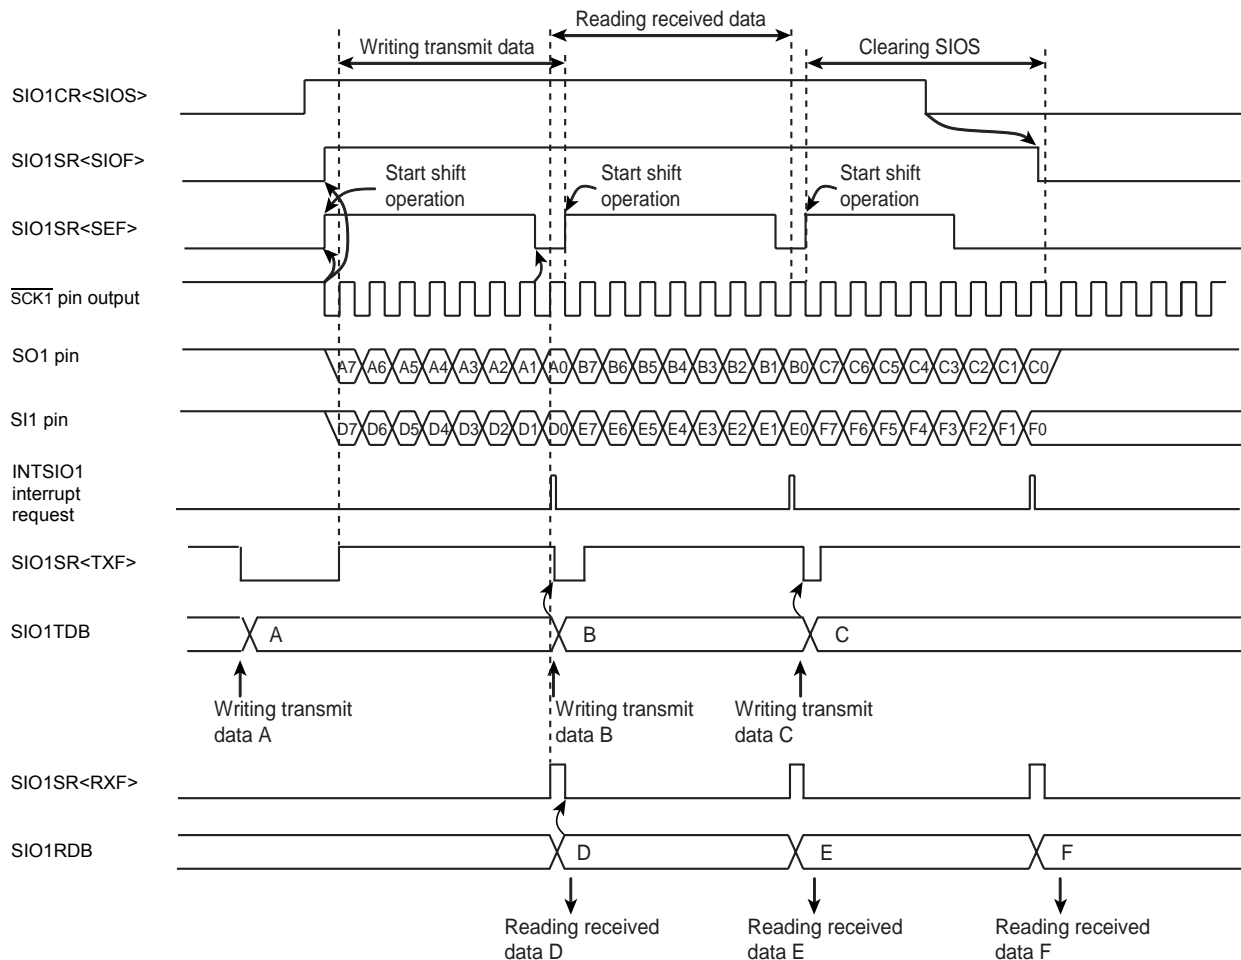 Reading received data
Writing transmit data
Clearing SIOS
SIO1CR<SIOS>
SIO1SR<SIOF>
Start shift
operation
Start shift
operation
Start shift
operation
SIO1SR<SEF>
SCK1 pin output
SO1 pin
A7 A6 A5 A4 A3 A2 A1 A0 B7 B6 B5 B4 B3 B2 B1 B0 C7 C6 C5 C4 C3 C2 C1 C0
SI1 pin
D7 D6 D5 D4 D3 D2 D1 D0 E7 E6 E5 E4 E3 E2 E1 E0 F7 F6 F5 F4 F3 F2 F1 F0
INTSIO1
interrupt
request
SIO1SR<TXF>
SIO1TDB
A B C
Writing transmit
data A
Writing transmit
data B
Writing transmit
data C
SIO1SR<RXF>
SIO1RDB
D E F
Reading received
data D
Reading received
data E
Reading received
data F